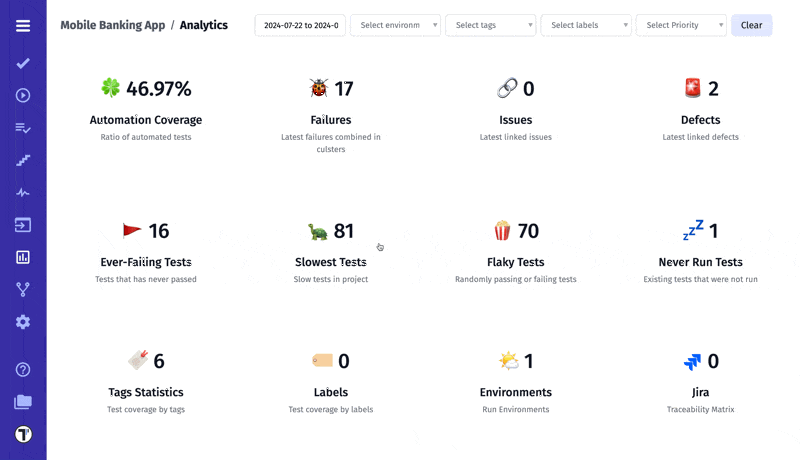 Mobile Banking App / Analytics
2024-07-22 to 2024-0
Select environm
Select tags
Select labels
Select Priority
Clear
46.97%
Automation Coverage
Ratio of automated tests
17
Failures
Latest failures combined in
culsters
0
Issues
Latest linked issues
2
Defects
Latest linked defects
16
Ever-Failing Tests
Tests that has never passed
81
Slowest Tests
Slow tests in project
70
Flaky Tests
Randomly passing or failing tests
1
Never Run Tests
Existing tests that were not run
6
Tags Statistics
Test coverage by tags
0
Labels
Test coverage by labels
1
Environments
Run Environments
0
Jira
Traceability Matrix